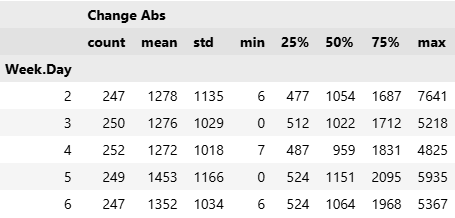 Change Abs
count mean std min 25% 50% 75% max
Week.Day
2 247 1278 1135 6 477 1054 1687 7641
3 250 1276 1029 0 512 1022 1712 5218
4 252 1272 1018 7 487 959 1831 4825
5 249 1453 1166 0 524 1151 2095 5935
6 247 1352 1034 6 524 1064 1968 5367